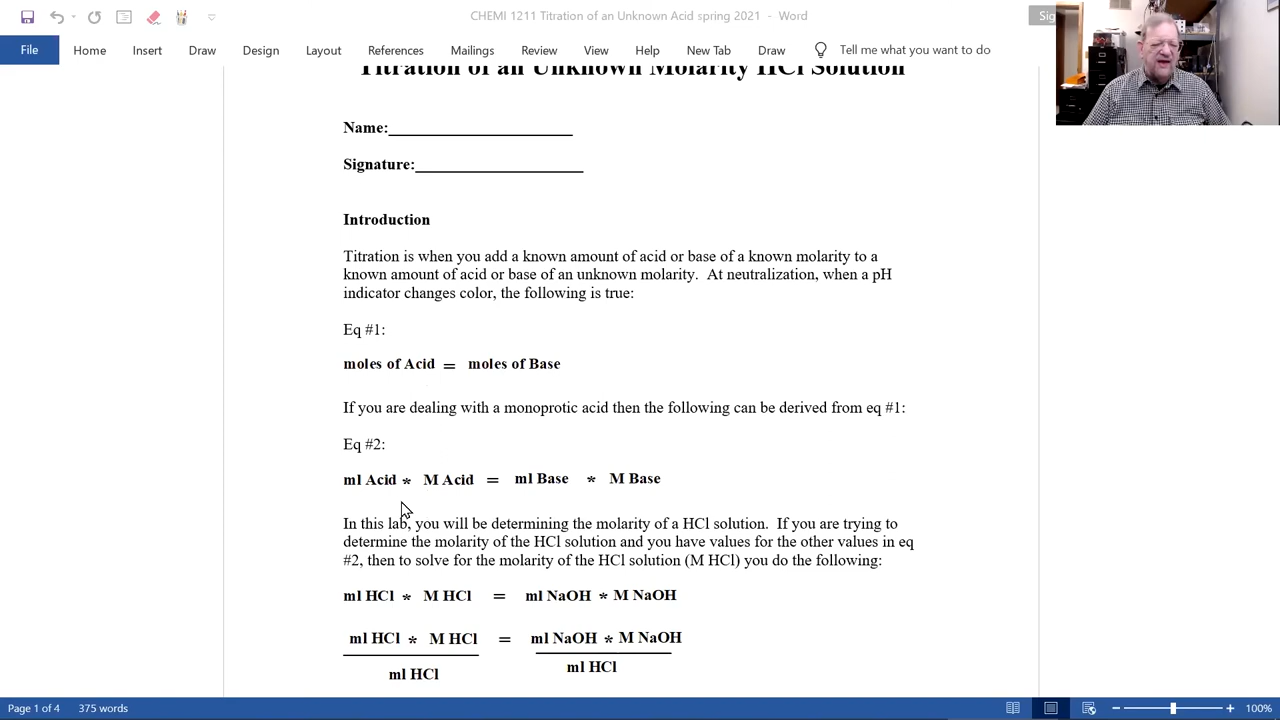 CHEMI 1211 Titration of an Unknown Acid spring 2021 - Word
File Home Insert Draw Design Layout References Mailings Review View Help New Tab Draw Tell me what you want to do
Titration of an Unknown Molarity HCl Solution
Name:______________________
Signature:____________________
Introduction
Titration is when you add a known amount of acid or base of a known molarity to a
known amount of acid or base of an unknown molarity. At neutralization, when a pH
indicator changes color, the following is true:
Eq #1:
moles of Acid = moles of Base
If you are dealing with a monoprotic acid then the following can be derived from eq #1:
Eq #2:
ml Acid * M Acid = ml Base * M Base
In this lab, you will be determining the molarity of a HCl solution. If you are trying to
determine the molarity of the HCl solution and you have values for the other values in eq
#2, then to solve for the molarity of the HCl solution (M HCl) you do the following:
ml HCl * M HCl = ml NaOH * M NaOH
ml HCl * M HCl = ml NaOH * M NaOH
ml HCl ml HCl
Page 1 of 4 375 words 100%